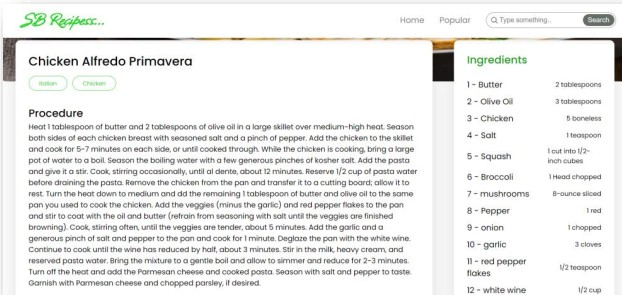 SB Recipess...
Home
Popular
Type something..
Search
Chicken Alfredo Primavera
Italian
Chicken
Procedure
Heat 1 tablespoon of butter and 2 tablespoons of olive oil in a large skillet over medium-high heat. Season
both sides of each chicken breast with seasoned salt and a pinch of pepper. Add the chicken to the skillet
and cook for 5-7 minutes on each side, or until cooked through. While the chicken is cooking, bring a large
pot of water to a boil. Season the boiling water with a few generous pinches of kosher salt. Add the pasta
and give it a stir. Cook, stirring occasionally, until al dente, about 12 minutes. Reserve 1/2 cup of pasta water
before draining the pasta. Remove the chicken from the pan and transfer it to a cutting board; allow it to
rest. Turn the heat down to medium and dd the remaining 1 tablespoon of butter and olive oil to the same
pan you used to cook the chicken. Add the veggies (minus the garlic) and red pepper flakes to the pan
and stir to coat with the oil and butter (refrain from seasoning with salt until the veggies are finished
browning). Cook, stirring often, until the veggies are tender, about 5 minutes. Add the garlic and a
generous pinch of salt and pepper to the pan and cook for 1 minute. Deglaze the pan with the white wine.
Continue to cook until the wine has reduced by half, about 3 minutes. Stir in the milk, heavy cream, and
reserved pasta water. Bring the mixture to a gentle boil and allow to simmer and reduce for 2-3 minutes.
Turn off the heat and add the Parmesan cheese and cooked pasta. Season with salt and pepper to taste.
Garnish with Parmesan cheese and chopped parsley, if desired.
Ingredients
1 - Butter 2 tablespoons
2 - Olive Oil 3 tablespoons
3 - Chicken 5 boneless
4 - Salt 1 teaspoon
5 - Squash 1 cut into 1/2-
inch cubes
6 - Broccoli 1 Head chopped
7 - mushrooms 8-ounce sliced
8 - Pepper 1 red
9 - onion 1 chopped
10 - garlic 3 cloves
11 - red pepper
flakes 1/2 teaspoon
12 - white wine 1/2 cup